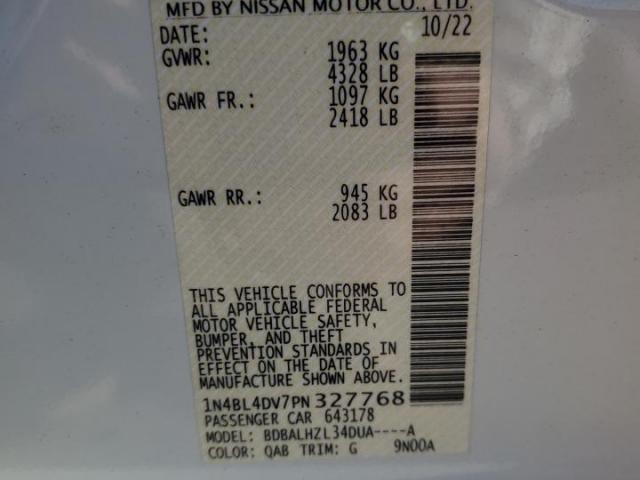 MFD BY NISSAN MOTOR CO., LTD.
DATE: 10/22
GVWR: 1963 KG
4328 LB
GAWR FR.: 1097 KG
2418 LB
GAWR RR.: 945 KG
2083 LB
THIS VEHICLE CONFORMS TO
ALL APPLICABLE FEDERAL
MOTOR VEHICLE SAFETY,
BUMPER, AND THEFT
PREVENTION STANDARDS IN
EFFECT ON THE DATE OF
MANUFACTURE SHOWN ABOVE.
1N4BL4DV7PN327768
PASSENGER CAR 643178
MODEL: BDBALHZL34DUA----A
COLOR: QAB TRIM: G 9N00A